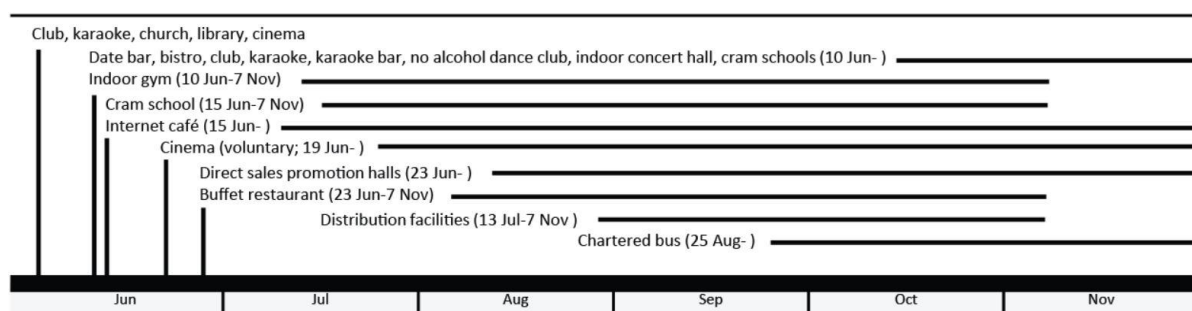 Club, karaoke, church, library, cinema
Date bar, bistro, club, karaoke, karaoke bar, no alcohol dance club, indoor concert hall, cram schools (10 Jun- )
Indoor gym (10 Jun-7 Nov)
Cram school (15 Jun-7 Nov)
Internet café (15 Jun- )
Cinema (voluntary; 19 Jun- )
Direct sales promotion halls (23 Jun- )
Buffet restaurant (23 Jun-7 Nov)
Distribution facilities (13 Jul-7 Nov )
Chartered bus (25 Aug- )
Jun Jul Aug Sep Oct Nov